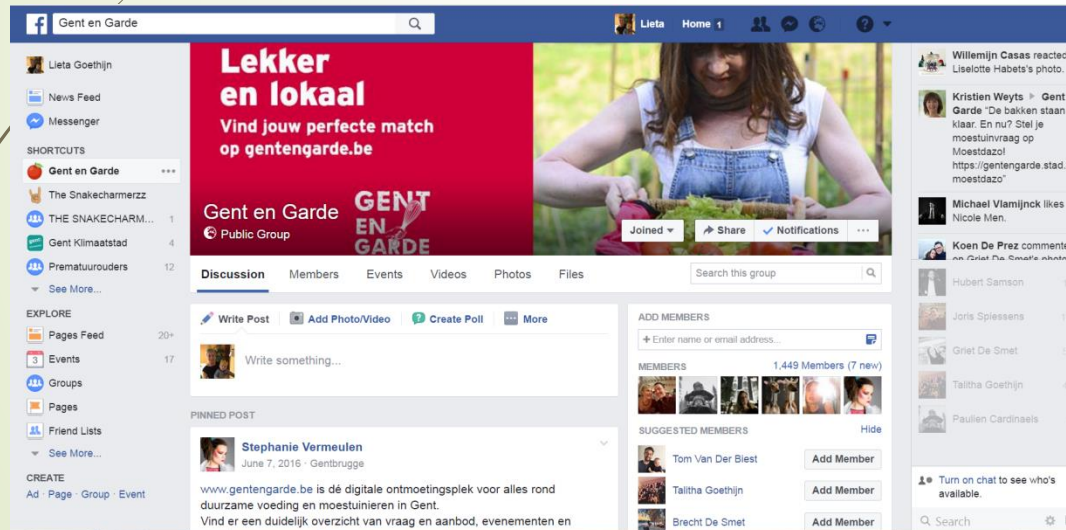 Gent en Garde
Lieta
Home 1
Lieta Goethijn
News Feed
Messenger
SHORTCUTS
Gent en Garde
The Snakecharmerzz
THE SNAKECHARM... 1
Gent Klimaatstad 4
Prematuurouders 12
See More...
EXPLORE
Pages Feed 20+
Events 17
Groups
Pages
Friend Lists
See More...
CREATE
Ad · Page · Group · Event
Lekker
en lokaal
Vind jouw perfecte match
op gentengarde.be
GENT
EN
GARDE
Gent en Garde
Public Group
Joined Share Notifications ...
Discussion Members Events Videos Photos Files
Search this group
Write Post Add Photo/Video Create Poll More
Write something...
PINNED POST
Stephanie Vermeulen
June 7, 2016 · Gentbrugge
www.gentengarde.be is dé digitale ontmoetingsplek voor alles rond
duurzame voeding en moestuinieren in Gent.
Vind er een duidelijk overzicht van vraag en aanbod, evenementen en
ADD MEMBERS
+ Enter name or email address...
MEMBERS 1,449 Members (7 new)
SUGGESTED MEMBERS Hide
Tom Van Der Biest Add Member
Talitha Goethijn Add Member
Brecht De Smet Add Member
Willemijn Casas reacted
Liselotte Habets's photo.
Kristien Weyts ▸ Gent
Garde "De bakken staan
klaar. En nu? Stel je
moestuinvraag op
Moestdazo!
https://gentengarde.stad.
moestdazo"
Michael Vlamijnck likes
Nicole Men.
Koen De Prez commente
on Griet De Smet's photo
Hubert Samson
Joris Spiessens
Griet De Smet
Talitha Goethijn
Paulien Cardinaels
Turn on chat to see who's
available.
Search